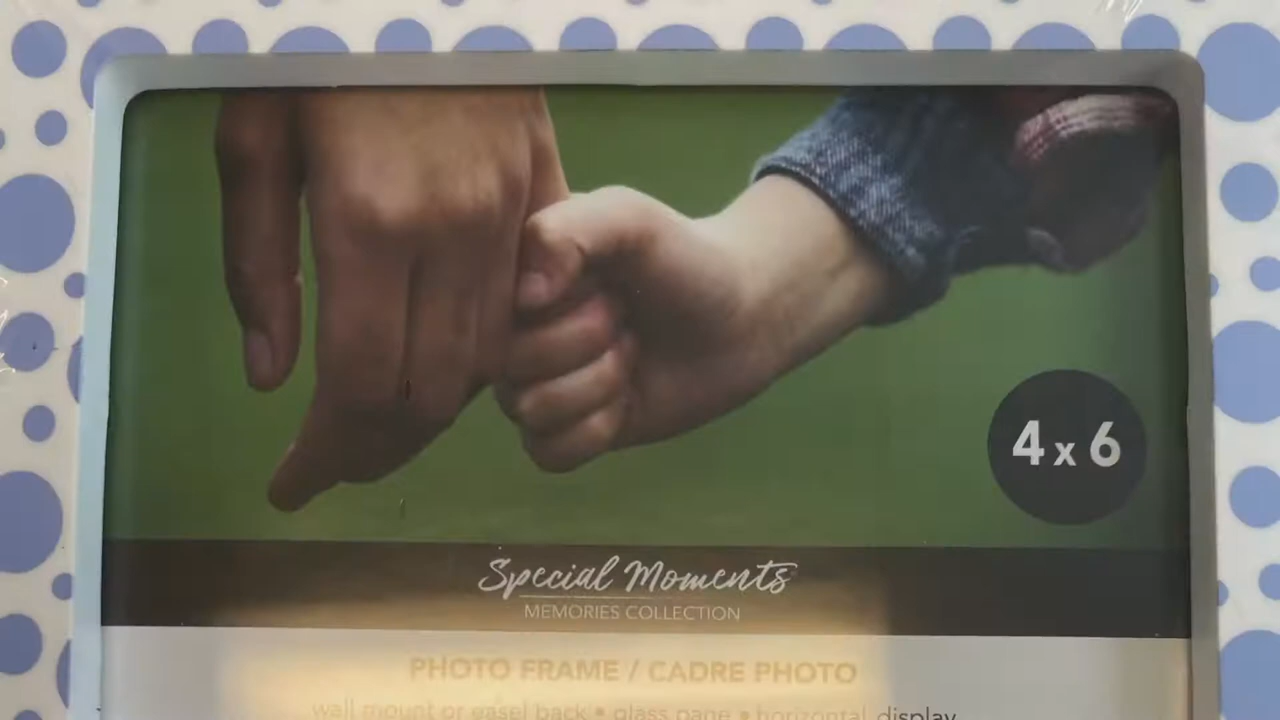 4 x 6
Special Moments
MEMORIES COLLECTION
PHOTO FRAME / CADRE PHOTO
wall mount or easel back • glass pane • horizontal display